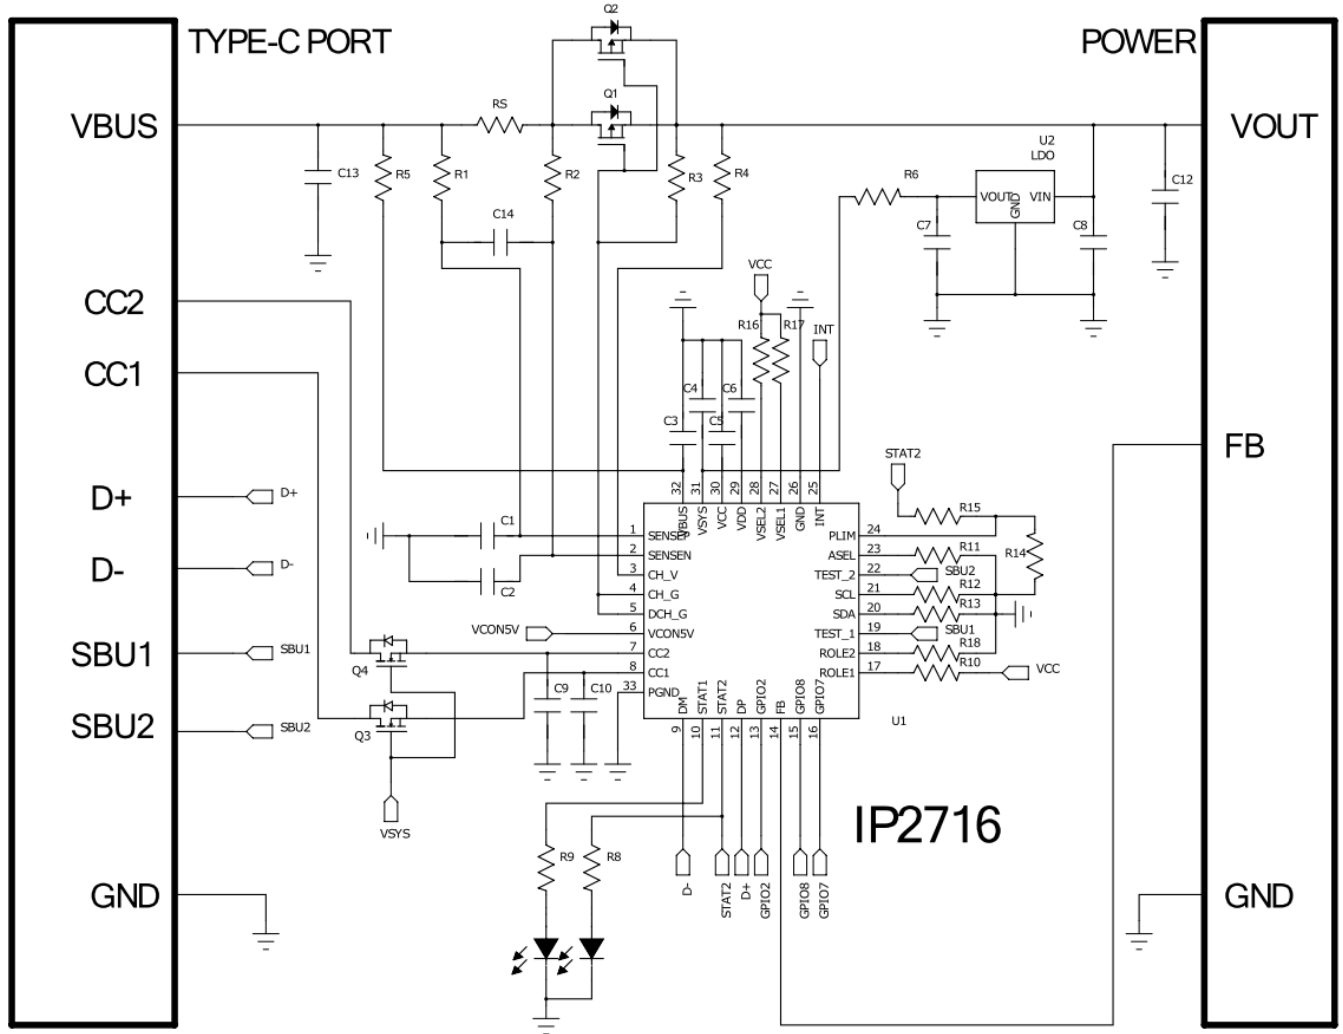 Q2
TYPE-C PORT
POWER
Q1
RS
VBUS
VOUT
U2
LDO
C13
R5
R1
R2
R3
R4
R6
C12
VOUT
GND
VIN
C14
C7
C8
VCC
CC2
R16
R17
INT
CC1
C4
C6
C3
C5
FB
STAT2
D+
D+
32
31
30
29
28
27
26
25
VBUS
VSYS
VCC
VDD
VSEL2
VSEL1
GND
INT
R15
C1
1
SENSEP
PLIM
24
D-
D-
2
SENSEN
ASEL
23
R11
R14
C2
3
CH_V
TEST_2
22
SBU2
4
CH_G
SCL
21
R12
5
DCH_G
SDA
20
R13
VCON5V
6
VCON5V
TEST_1
19
SBU1
SBU1
SBU1
Q4
7
CC2
ROLE2
18
R18
8
CC1
ROLE1
17
R10
VCC
C9
C10
33
PGND
DM
STAT1
STAT2
DP
GPIO2
FB
GPIO8
GPIO7
U1
SBU2
SBU2
Q3
9
10
11
12
13
14
15
16
VSYS
IP2716
R9
R8
D-
STAT2
D+
GPIO2
GPIO8
GPIO7
GND
GND